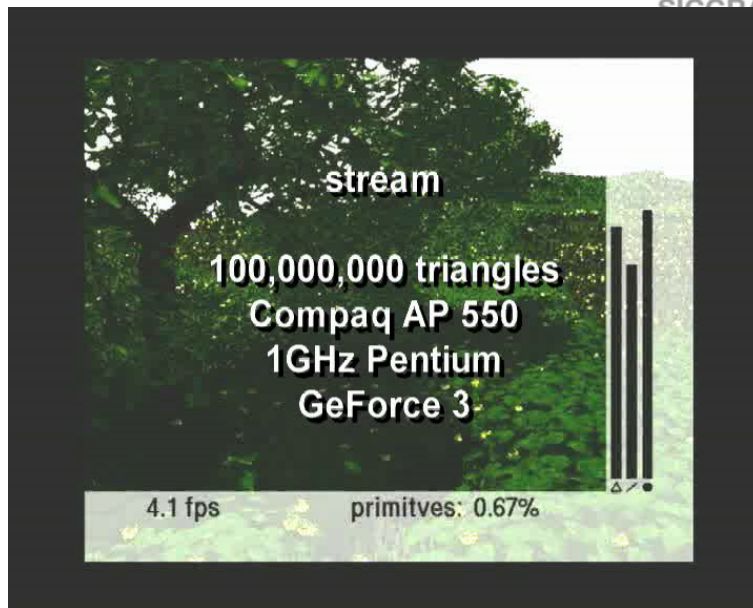 stream
100,000,000 triangles
Compaq AP 550
1GHz Pentium
GeForce 3
4.1 fps primitves: 0.67%